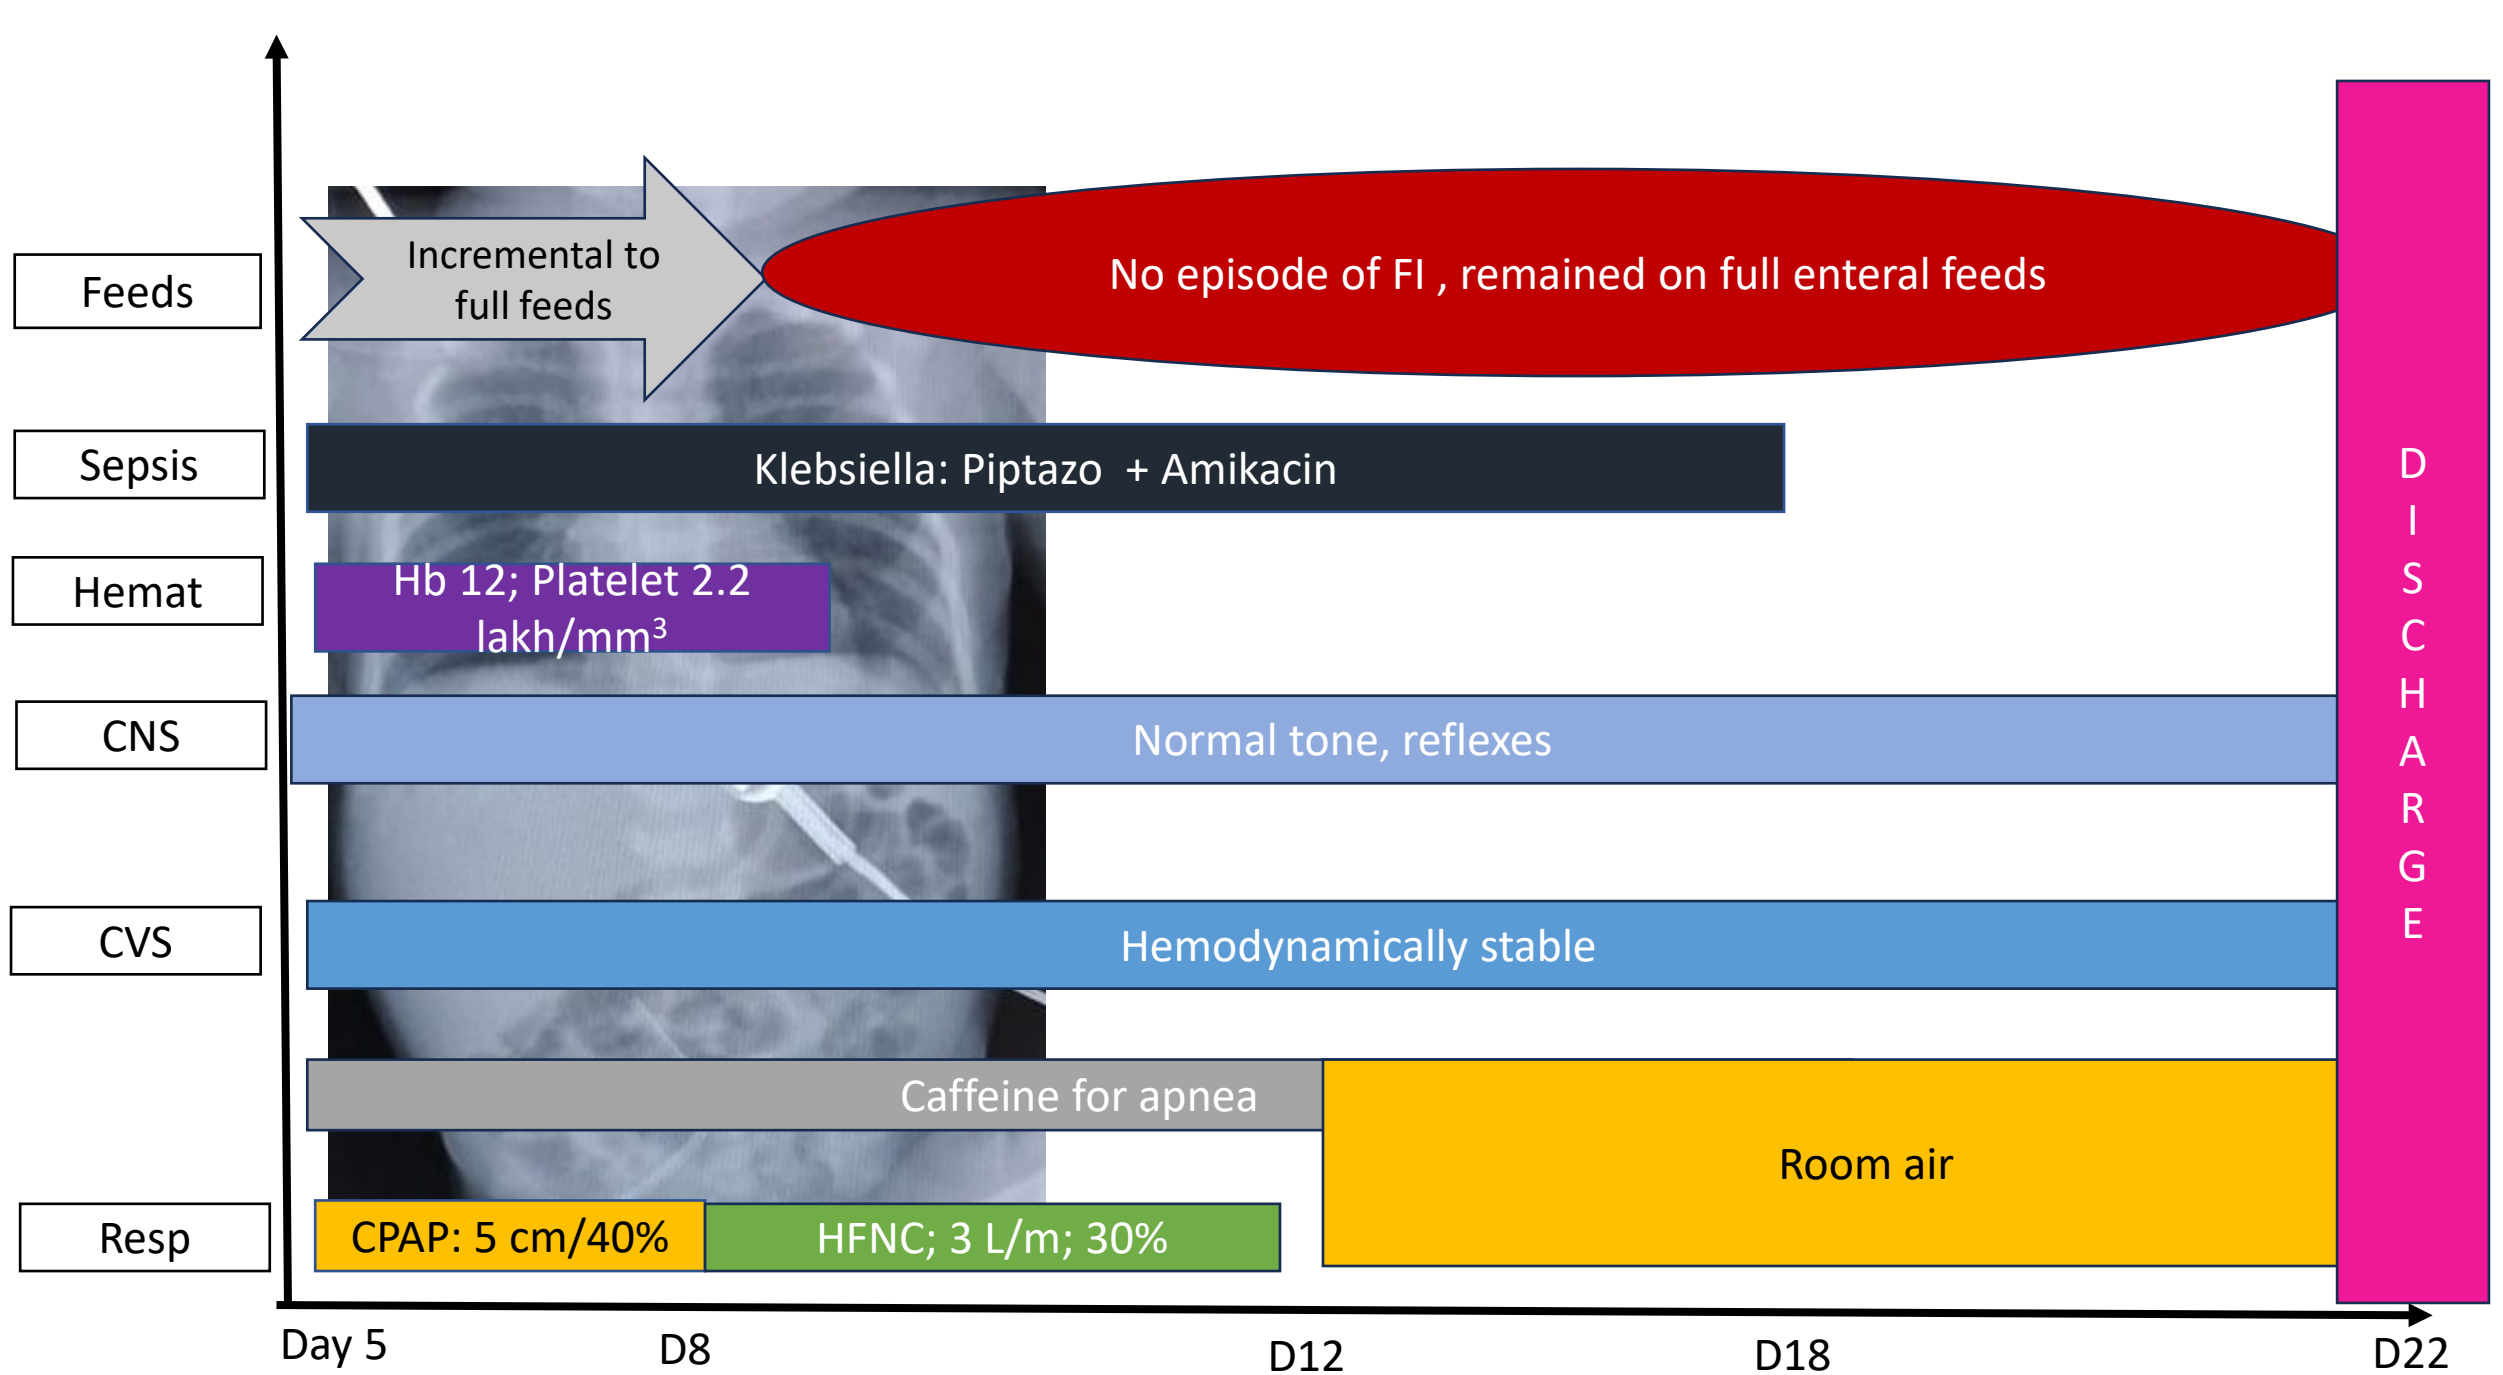 Feeds
Incremental to
full feeds
No episode of FI , remained on full enteral feeds
Sepsis
Klebsiella: Piptazo  + Amikacin
Hemat
Hb 12; Platelet 2.2
lakh/mm³
CNS
Normal tone, reflexes
CVS
Hemodynamically stable
Caffeine for apnea
Room air
Resp
CPAP: 5 cm/40%
HFNC; 3 L/m; 30%
D
I
S
C
H
A
R
G
E
Day 5
D8
D12
D18
D22